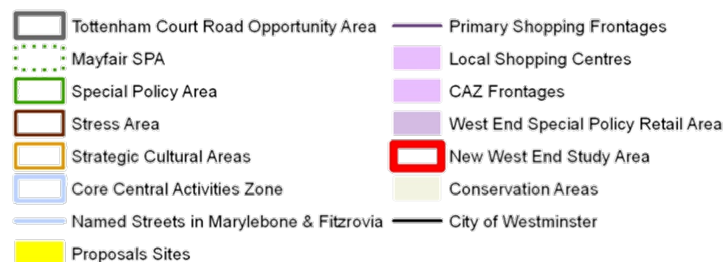 Tottenham Court Road Opportunity Area
Mayfair SPA
Special Policy Area
Stress Area
Strategic Cultural Areas
Core Central Activities Zone
Named Streets in Marylebone & Fitzrovia
Proposals Sites
Primary Shopping Frontages
Local Shopping Centres
CAZ Frontages
West End Special Policy Retail Area
New West End Study Area
Conservation Areas
City of Westminster